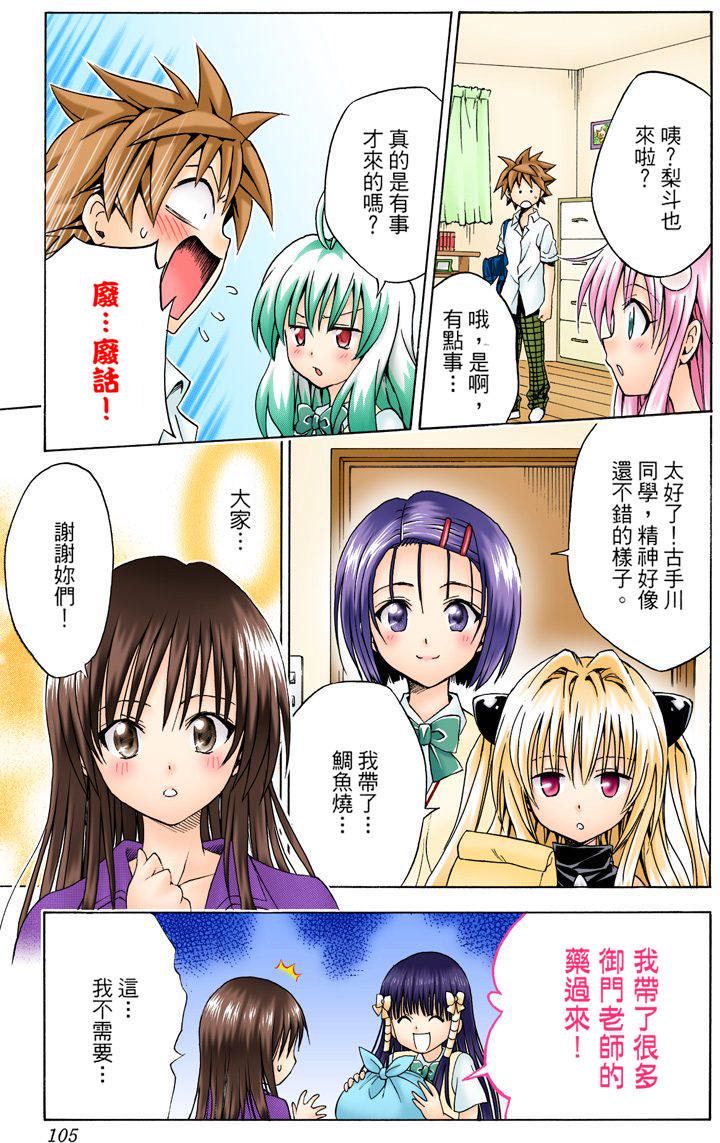 咦？梨斗也
來啦？
哦，是啊，
有點事…
真的是有事
才來的嗎？
廢…廢話！
太好了！古手川
同學，精神好像
還不錯的樣子。
我帶了…
鯛魚燒…
大家…
謝謝妳們！
我帶了很多
御門老師的
藥過來！
這…
我不需要…
105